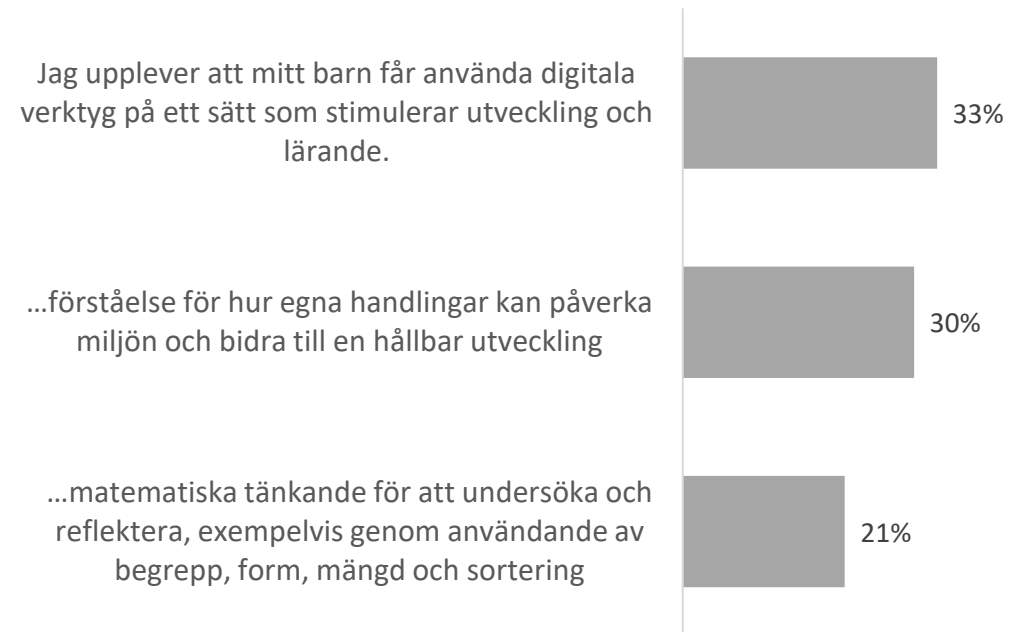 Jag upplever att mitt barn får använda digitala
verktyg på ett sätt som stimulerar utveckling och
lärande.
33%
...förståelse för hur egna handlingar kan påverka
miljön och bidra till en hållbar utveckling
30%
...matematiska tänkande för att undersöka och
reflektera, exempelvis genom användande av
begrepp, form, mängd och sortering
21%